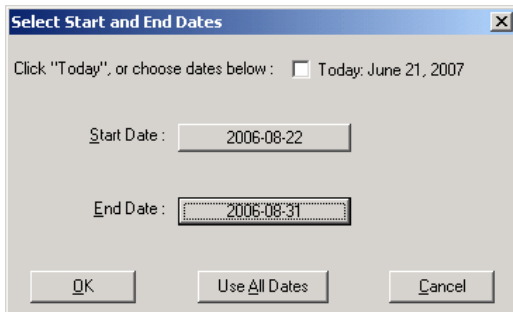 Select Start and End Dates
Click "Today", or choose dates below : Today: June 21, 2007
Start Date : 2006-08-22
End Date : 2006-08-31
OK Use All Dates Cancel